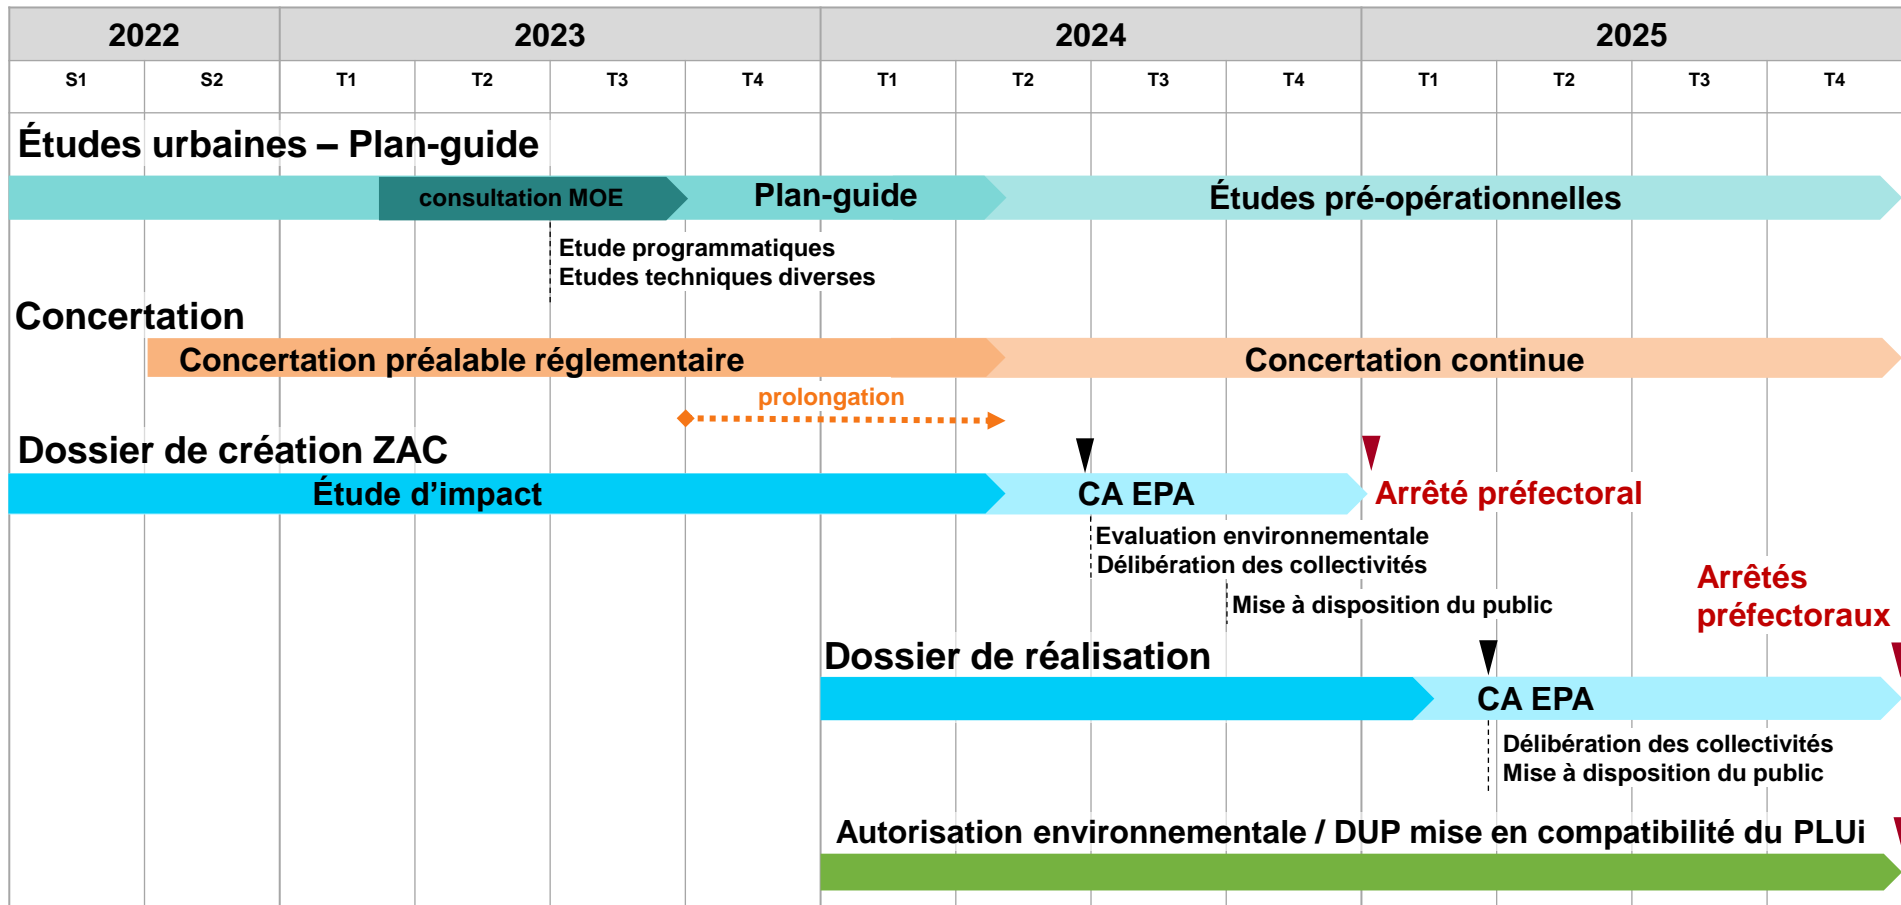 2022 2023 2024 2025
S1 S2 T1 T2 T3 T4 T1 T2 T3 T4 T1 T2 T3 T4
Études urbaines – Plan-guide
consultation MOE Plan-guide Études pré-opérationnelles
Etude programmatiques
Etudes techniques diverses
Concertation
Concertation préalable réglementaire Concertation continue
prolongation
Dossier de création ZAC
Étude d’impact CA EPA Arrêté préfectoral
Evaluation environnementale
Délibération des collectivités
Mise à disposition du public
Arrêtés
préfectoraux
Dossier de réalisation
CA EPA
Délibération des collectivités
Mise à disposition du public
Autorisation environnementale / DUP mise en compatibilité du PLUi